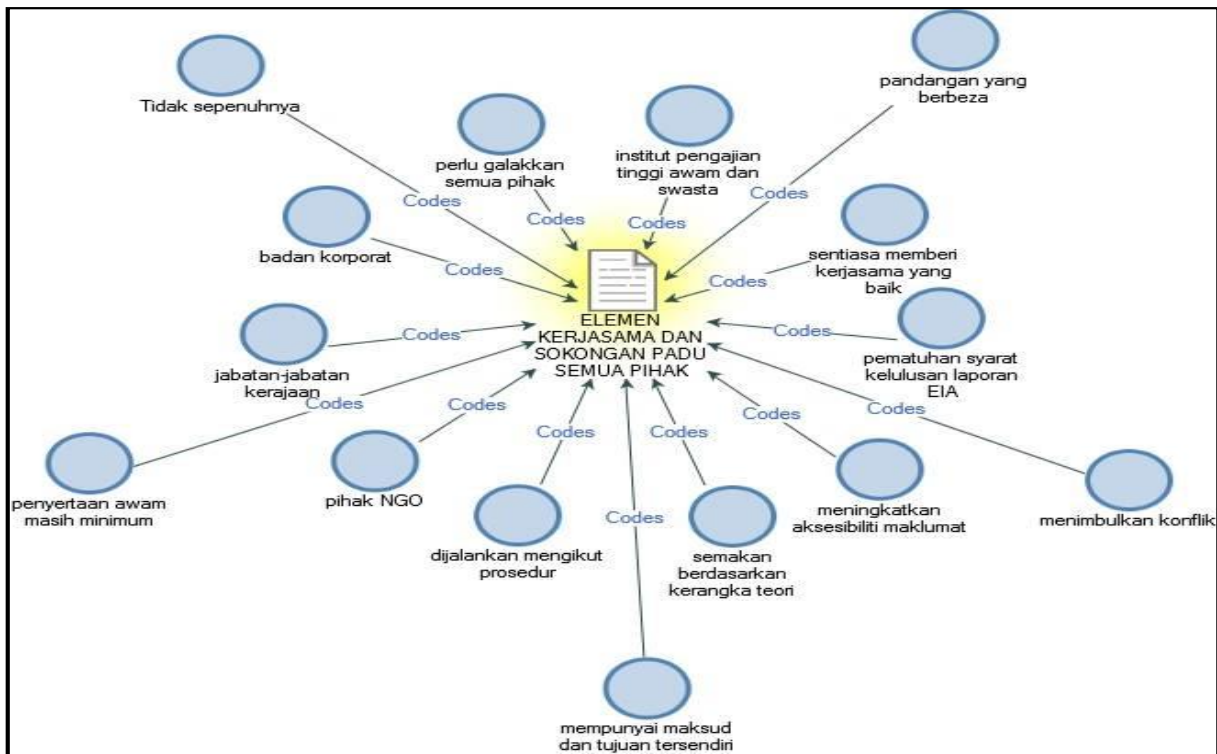 Tidak sepenuhnya
perlu galakkan
semua pihak
institut pengajian
tinggi awam dan
swasta
pandangan yang
berbeza
Codes
Codes
Codes
Codes
badan korporat
Codes
sentiasa memberi
kerjasama yang
baik
Codes
ELEMEN
KERJASAMA DAN
SOKONGAN PADU
SEMUA PIHAK
jabatan-jabatan
kerajaan
Codes
pematuhan syarat
kelulusan laporan
EIA
Codes
penyertaan awam
masih minimum
Codes
pihak NGO
Codes
dijalankan mengikut
prosedur
Codes
mempunyai maksud
dan tujuan tersendiri
Codes
semakan
berdasarkan
kerangka teori
Codes
meningkatkan
aksesibiliti maklumat
Codes
menimbulkan konflik
Codes